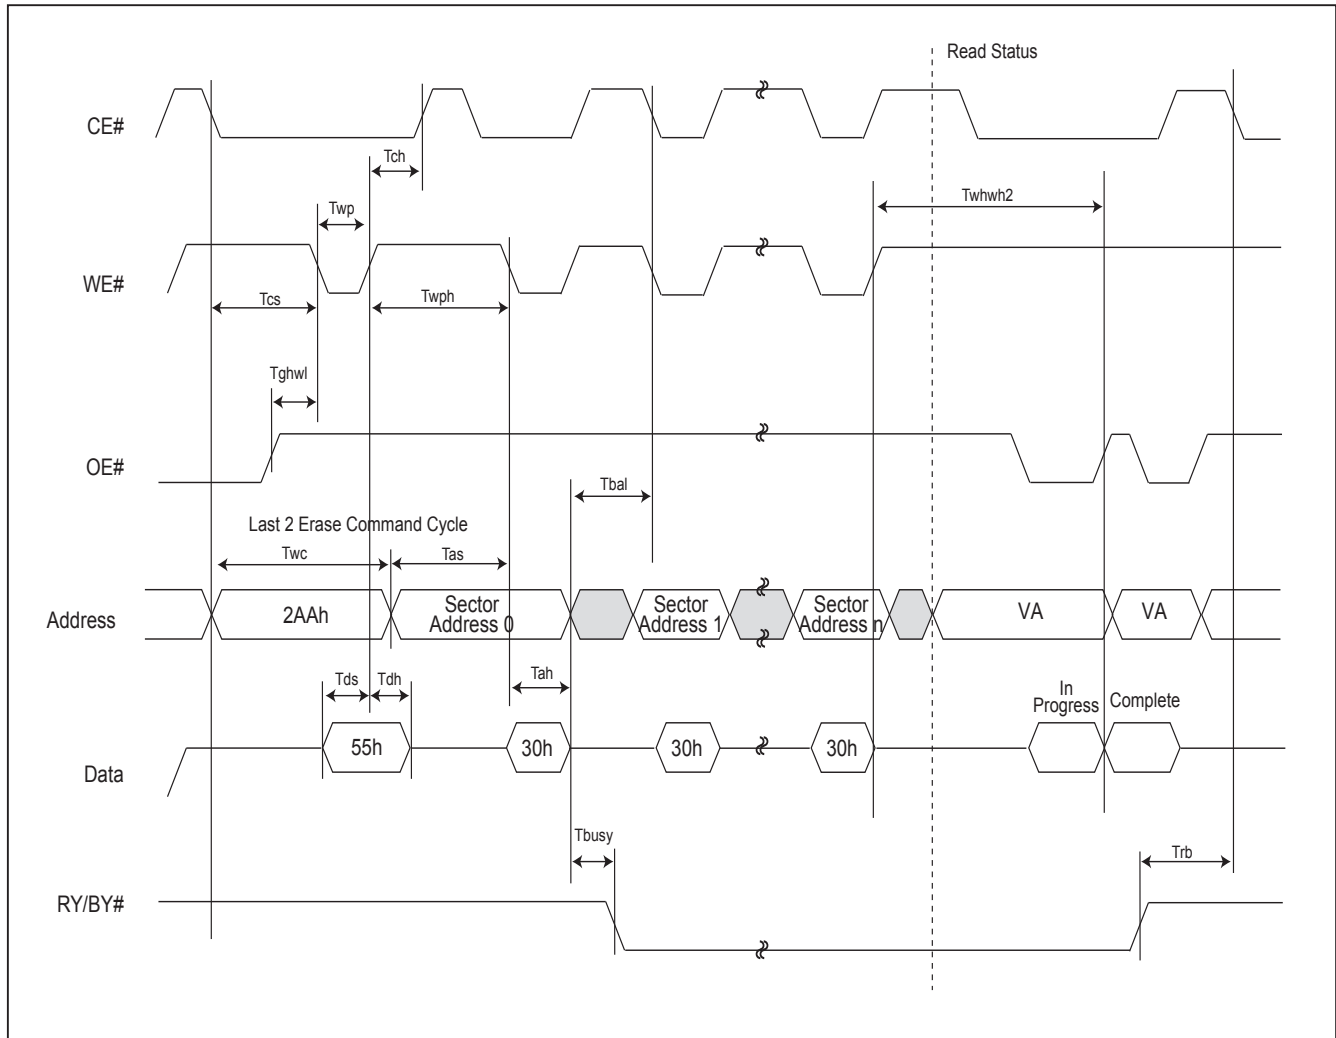 Read Status
CE#
Tch
Twhwh2
Twp
WE#
Tcs
Twph
Tghwl
OE#
Tbal
Last 2 Erase Command Cycle
Twc
Tas
Address
2AAh
Sector
Address 0
Sector
Address 1
Sector
Address n
VA
VA
Tds
Tdh
Tah
In
Progress
Complete
Data
55h
30h
30h
30h
Tbusy
Trb
RY/BY#